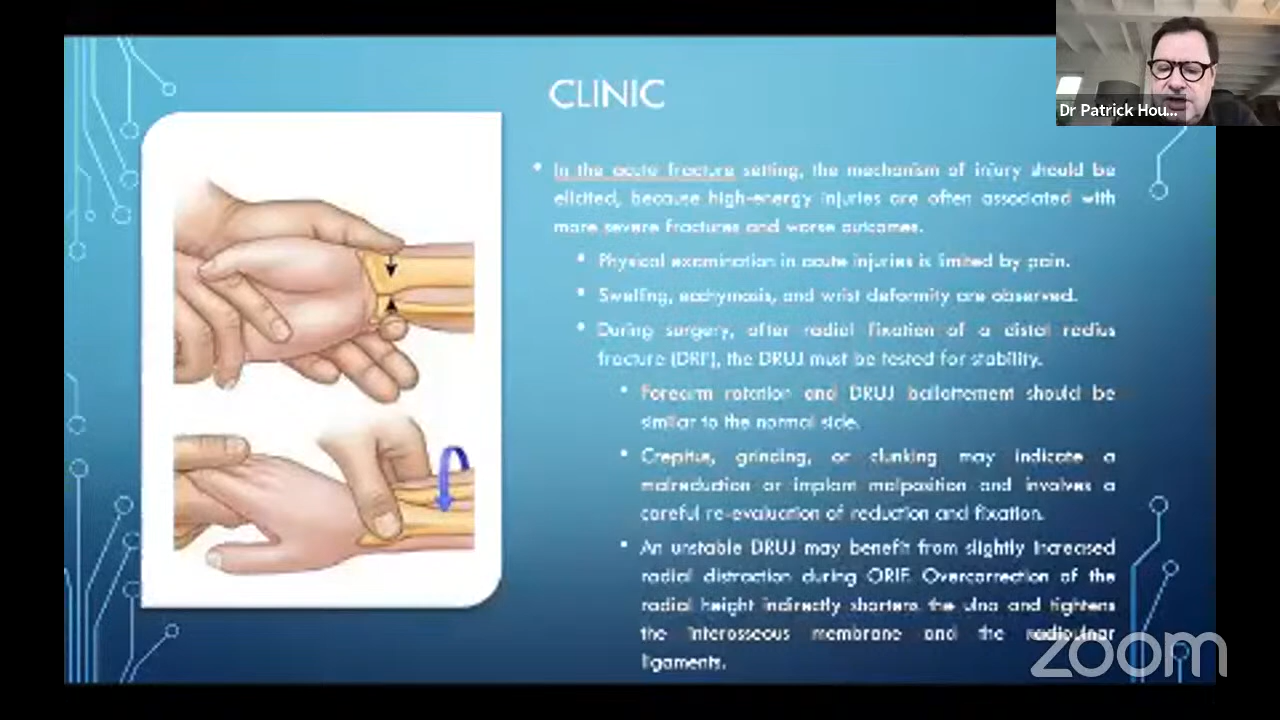 CLINIC
Dr Patrick Hou...
In the acute fracture setting, the mechanism of injury should be
elicited, because high-energy injuries are often associated with
more severe fractures and worse outcomes.
Physical examination in acute injuries is limited by pain.
Swelling, ecchymosis, and wrist deformity are observed.
During surgery, after radial fixation of a distal radius
fracture (DRF), the DRUJ must be tested for stability.
Forearm rotation and DRUJ ballottement should be
similar to the normal side.
Crepitus, grinding, or clunking may indicate a
malreduction or implant malposition and involves a
careful re-evaluation of reduction and fixation.
An unstable DRUJ may benefit from slightly increased
radial distraction during ORIF. Overcorrection of the
radial height indirectly shortens the ulna and tightens
the interosseous membrane and the radioulnar
ligaments.
zoom